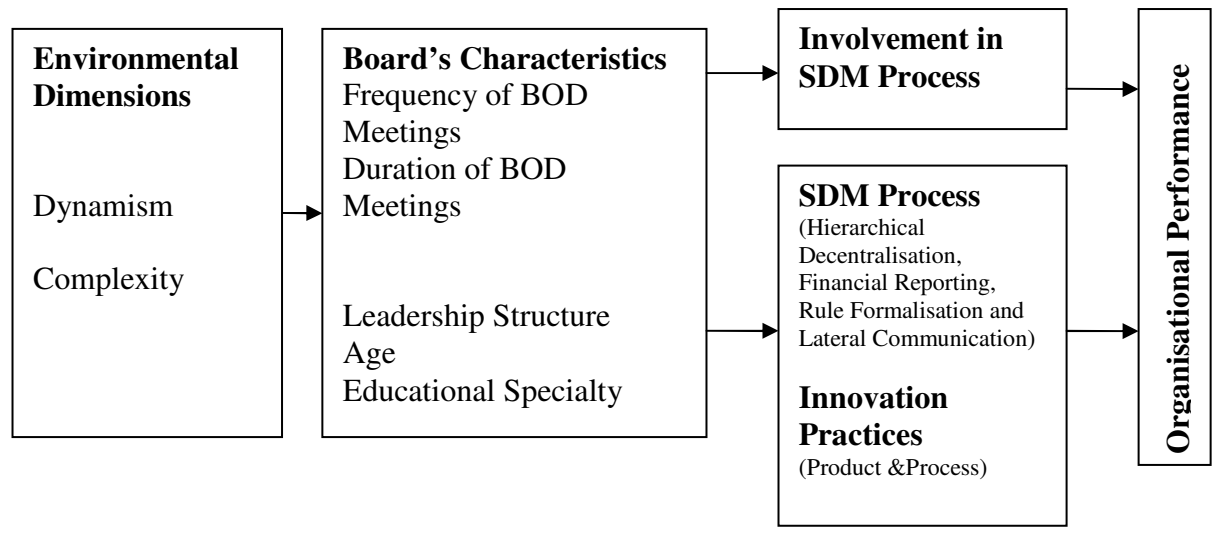 Environmental
Dimensions
Dynamism
Complexity
Board's Characteristics
Frequency of BOD
Meetings
Duration of BOD
Meetings
Leadership Structure
Age
Educational Specialty
Involvement in
SDM Process
SDM Process
(Hierarchical
Decentralisation,
Financial Reporting,
Rule Formalisation and
Lateral Communication)
Innovation
Practices
(Product &Process)
Organisational Performance